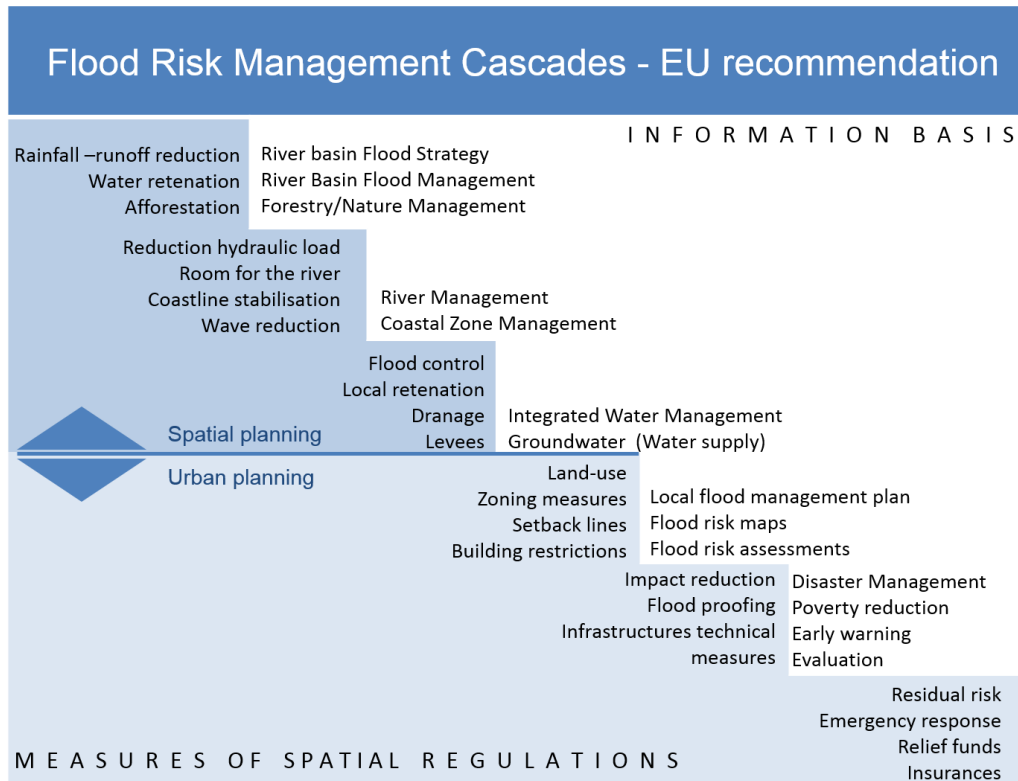 Flood Risk Management Cascades - EU recommendation
INFORMATION BASIS
Rainfall –runoff reduction
Water retenation
Afforestation
River basin Flood Strategy
River Basin Flood Management
Forestry/Nature Management
Reduction hydraulic load
Room for the river
Coastline stabilisation
Wave reduction
River Management
Coastal Zone Management
Flood control
Local retenation
Dranage
Levees
Integrated Water Management
Groundwater (Water supply)
Spatial planning
Urban planning
Land-use
Zoning measures
Setback lines
Building restrictions
Local flood management plan
Flood risk maps
Flood risk assessments
Impact reduction
Flood proofing
Infrastructures technical
measures
Disaster Management
Poverty reduction
Early warning
Evaluation
Residual risk
Emergency response
Relief funds
Insurances
MEASURES OF SPATIAL REGULATIONS